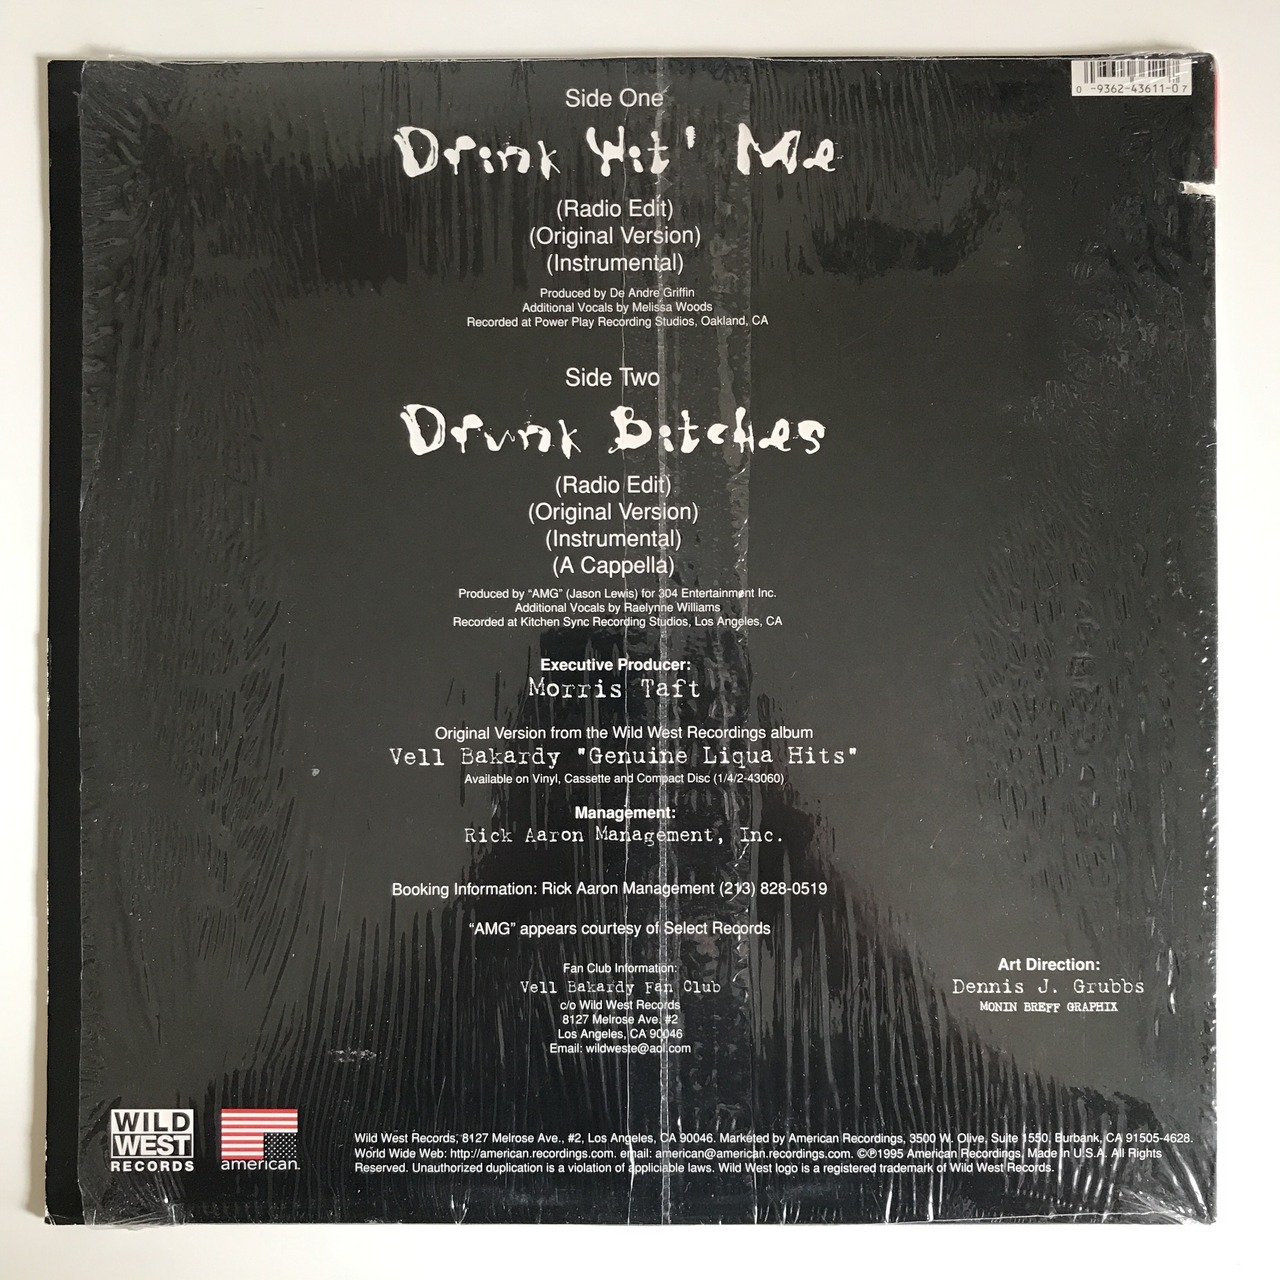 0 -9362-43611-0 7
Side One
Drink Wit' Me
(Radio Edit)
(Original Version)
(Instrumental)
Produced by De Andre Griffin
Additional Vocals by Melissa Woods
Recorded at Power Play Recording Studios, Oakland, CA
Side Two
Drunk Bitches
(Radio Edit)
(Original Version)
(Instrumental)
(A Cappella)
Produced by “AMG” (Jason Lewis) for 304 Entertainment Inc.
Additional Vocals by Raelynne Williams
Recorded at Kitchen Sync Recording Studios, Los Angeles, CA
Executive Producer:
Morris Taft
Original Version from the Wild West Recordings album
Vell Bakardy "Genuine Liqua Hits"
Available on Vinyl, Cassette and Compact Disc (1/4/2-43060)
Management:
Rick Aaron Management, Inc.
Booking Information: Rick Aaron Management (213) 828-0519
“AMG” appears courtesy of Select Records
Fan Club Information:
Vell Bakardy Fan Club
c/o Wild West Records
8127 Melrose Ave. #2
Los Angeles, CA 90046
Email: wildweste@aol.com
Art Direction:
Dennis J. Grubbs
MONIN BREFF GRAPHIX
WILD
WEST
RECORDS
american.
Wild West Records, 8127 Melrose Ave., #2, Los Angeles, CA 90046. Marketed by American Recordings, 3500 W. Olive, Suite 1550, Burbank, CA 91505-4628.
World Wide Web: http://american.recordings.com. email: american@american.recordings.com. ©℗1995 American Recordings. Made in U.S.A. All Rights
Reserved. Unauthorized duplication is a violation of appliciable laws. Wild West logo is a registered trademark of Wild West Records.